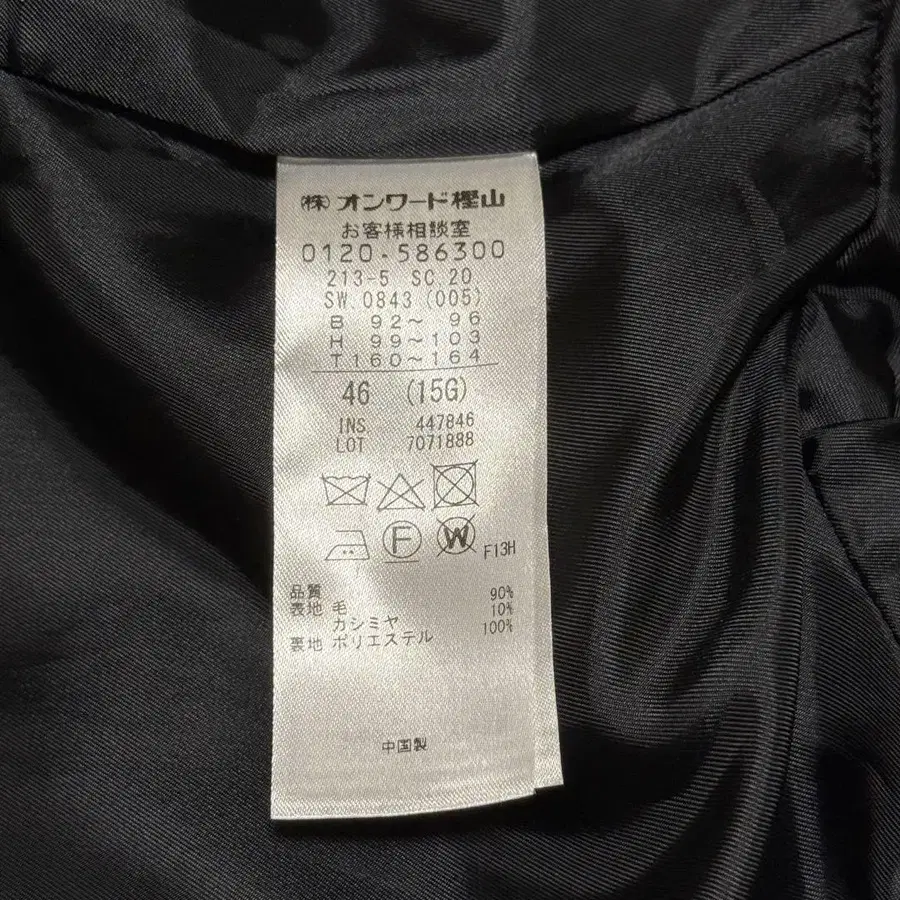 (株)オンワード樫山
お客様相談室
0120-586300
213-5 SC.20
SW.0843(005)
B 92～ 96
H 99～103
T160～164
46 (15G)
INS. 447846
LOT 7071888
F W F13H
品質
表地 毛 90%
カシミヤ 10%
裏地 ポリエステル 100%
中国製